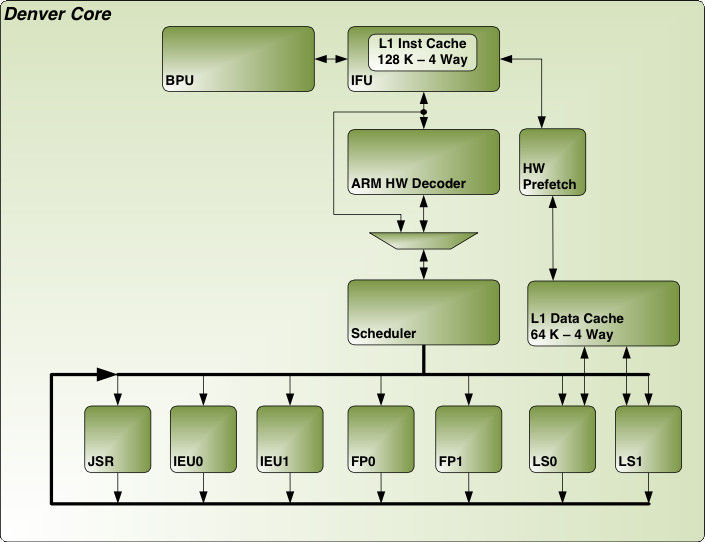 Denver Core
L1 Inst Cache
128 K – 4 Way
BPU
IFU
ARM HW Decoder
HW
Prefetch
Scheduler
L1 Data Cache
64 K – 4 Way
JSR
IEU0
IEU1
FP0
FP1
LS0
LS1